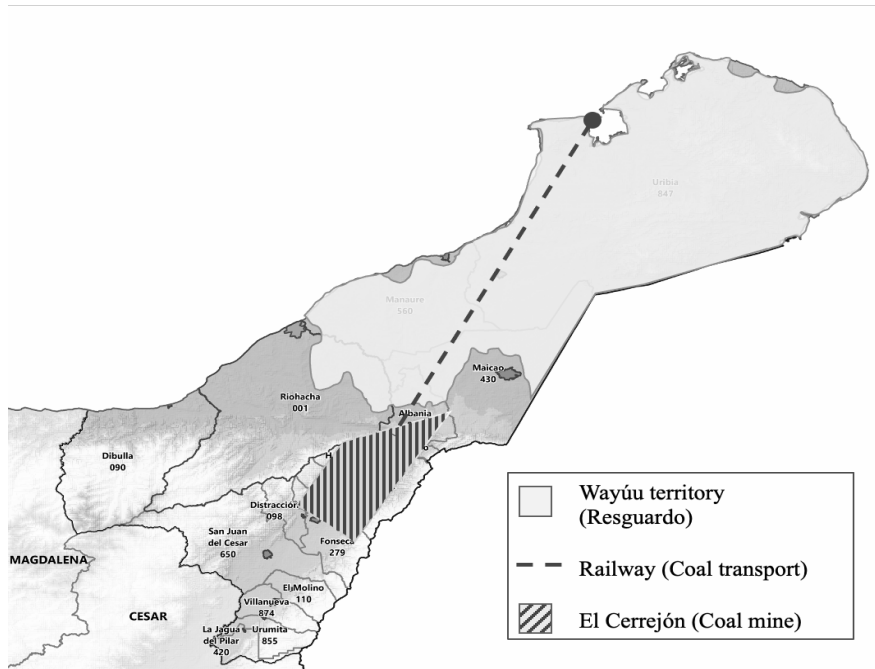 Uribia
847
Manaure
560
Maicao
430
Riohacha
001
Albania
Dibulla
090
H
Distracción
098
San Juan
del Cesar
650
Fonseca
279
MAGDALENA
El Molino
110
Villanueva
874
CESAR
La Jagua
del Pilar
420
Urumita
855
Wayúu territory
(Resguardo)
Railway (Coal transport)
El Cerrejón (Coal mine)